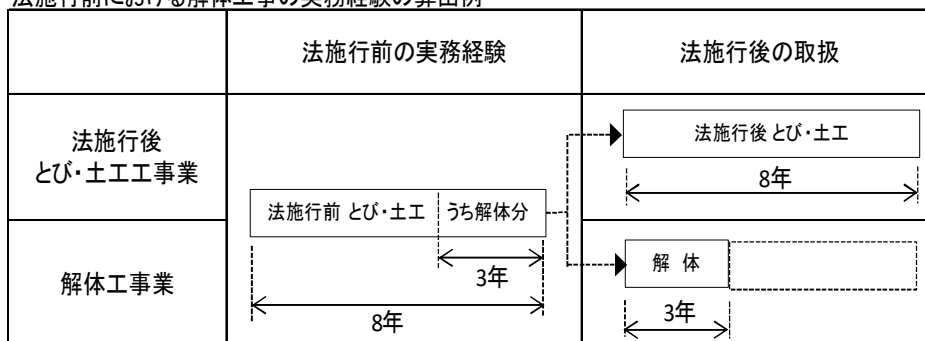 法施行前における解体工事の実務経験の算出例
法施行前の実務経験
法施行後の取扱
法施行後
とび・土工工事業
法施行後 とび・土工
8年
法施行前 とび・土工
うち解体分
3年
8年
解体工事業
解 体
3年